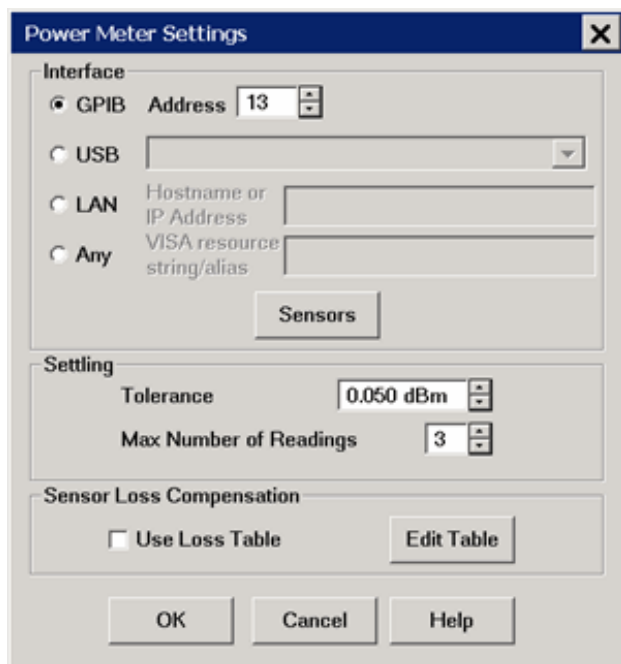 Power Meter Settings
Interface
GPIB Address 13
USB
LAN Hostname or
IP Address
Any VISA resource
string/alias
Sensors
Settling
Tolerance 0.050 dBm
Max Number of Readings 3
Sensor Loss Compensation
Use Loss Table Edit Table
OK Cancel Help